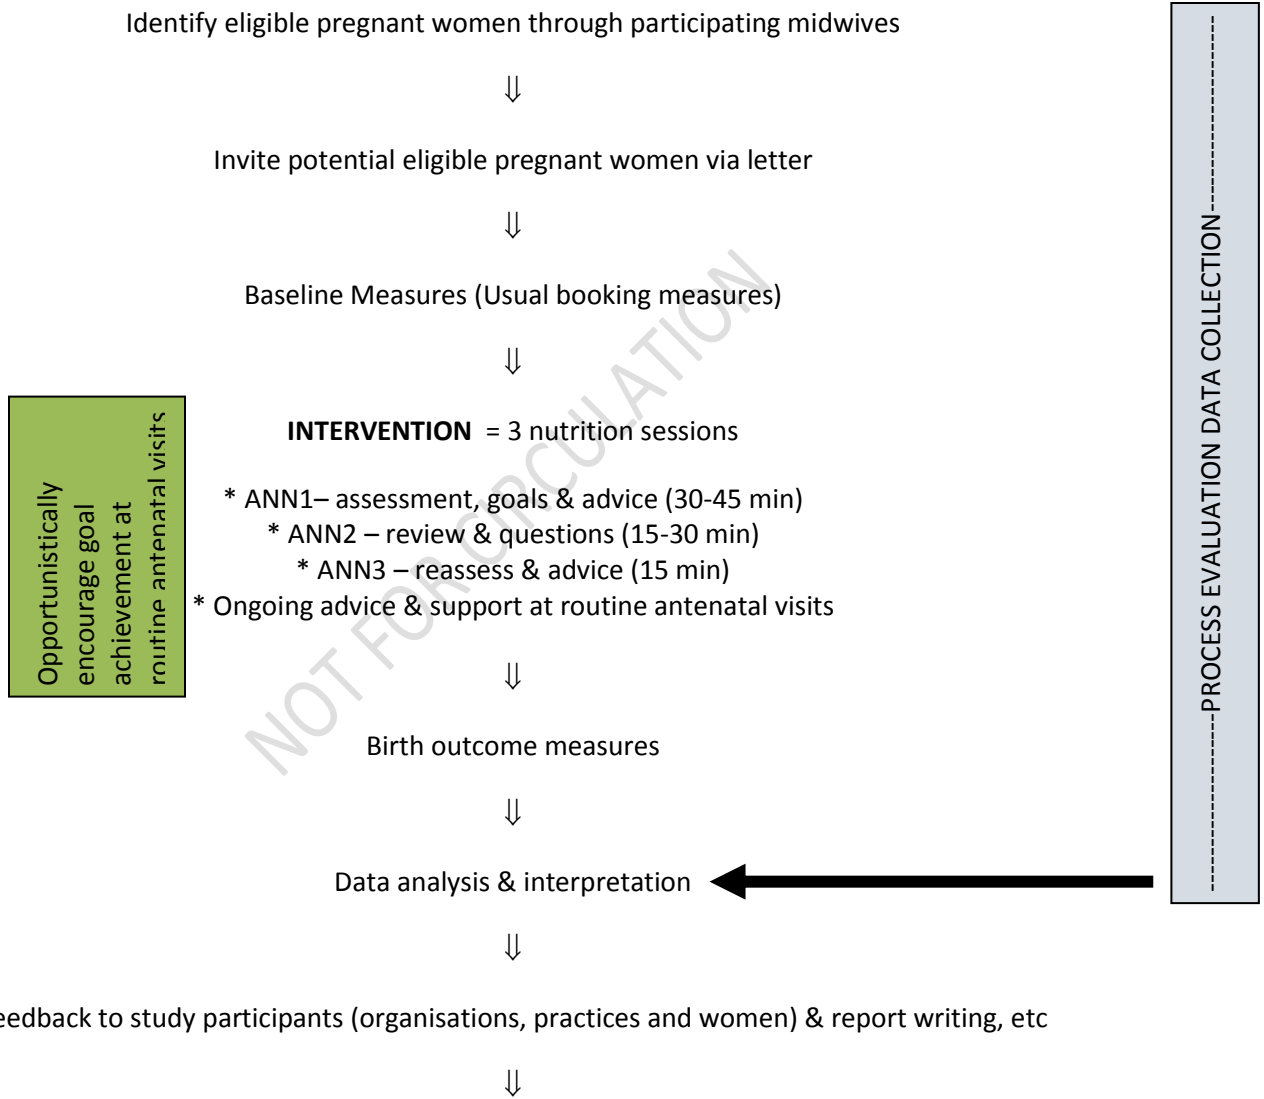 Identify eligible pregnant women through participating midwives
⇓
Invite potential eligible pregnant women via letter
⇓
Baseline Measures (Usual booking measures)
⇓
INTERVENTION = 3 nutrition sessions
* ANN1– assessment, goals & advice (30-45 min)
* ANN2 – review & questions (15-30 min)
* ANN3 – reassess & advice (15 min)
* Ongoing advice & support at routine antenatal visits
⇓
Birth outcome measures
⇓
Data analysis & interpretation
⇓
eedback to study participants (organisations, practices and women) & report writing, etc
⇓
Opportunistically
encourage goal
achievement at
routine antenatal visits
PROCESS EVALUATION DATA COLLECTION
NOT FOR CIRCULATION